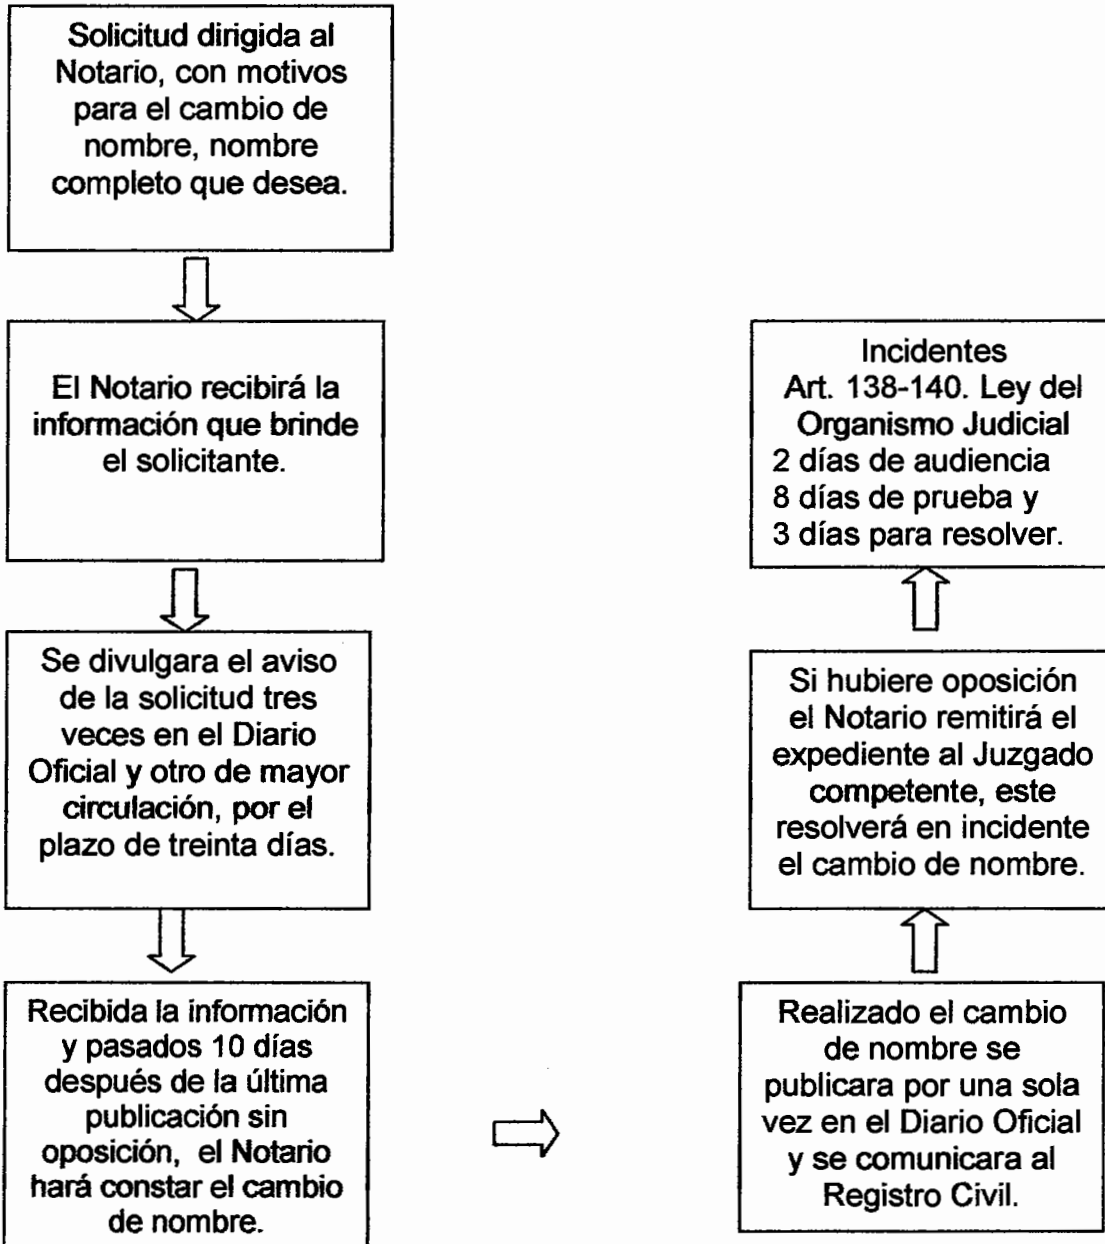 Solicitud dirigida al
Notario, con motivos
para el cambio de
nombre, nombre
completo que desea.
El Notario recibirá la
información que brinde
el solicitante.
Se divulgara el aviso
de la solicitud tres
veces en el Diario
Oficial y otro de mayor
circulación, por el
plazo de treinta días.
Recibida la información
y pasados 10 días
después de la última
publicación sin
oposición, el Notario
hará constar el cambio
de nombre.
Realizado el cambio
de nombre se
publicara por una sola
vez en el Diario Oficial
y se comunicara al
Registro Civil.
Si hubiere oposición
el Notario remitirá el
expediente al Juzgado
competente, este
resolverá en incidente
el cambio de nombre.
Incidentes
Art. 138-140. Ley del
Organismo Judicial
2 días de audiencia
8 días de prueba y
3 días para resolver.